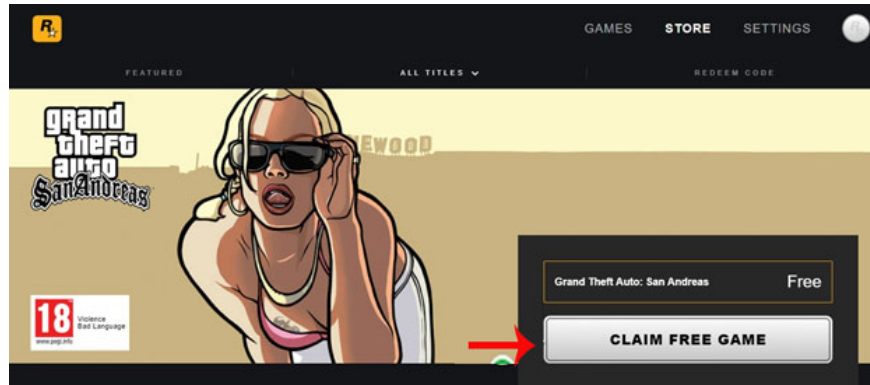 R
GAMES STORE SETTINGS
FEATURED ALL TITLES REDEEM CODE
grand
theft
auto
San Andreas
EWOOD
Grand Theft Auto: San Andreas Free
18 Violence
Bad Language
www.pegi.info
CLAIM FREE GAME